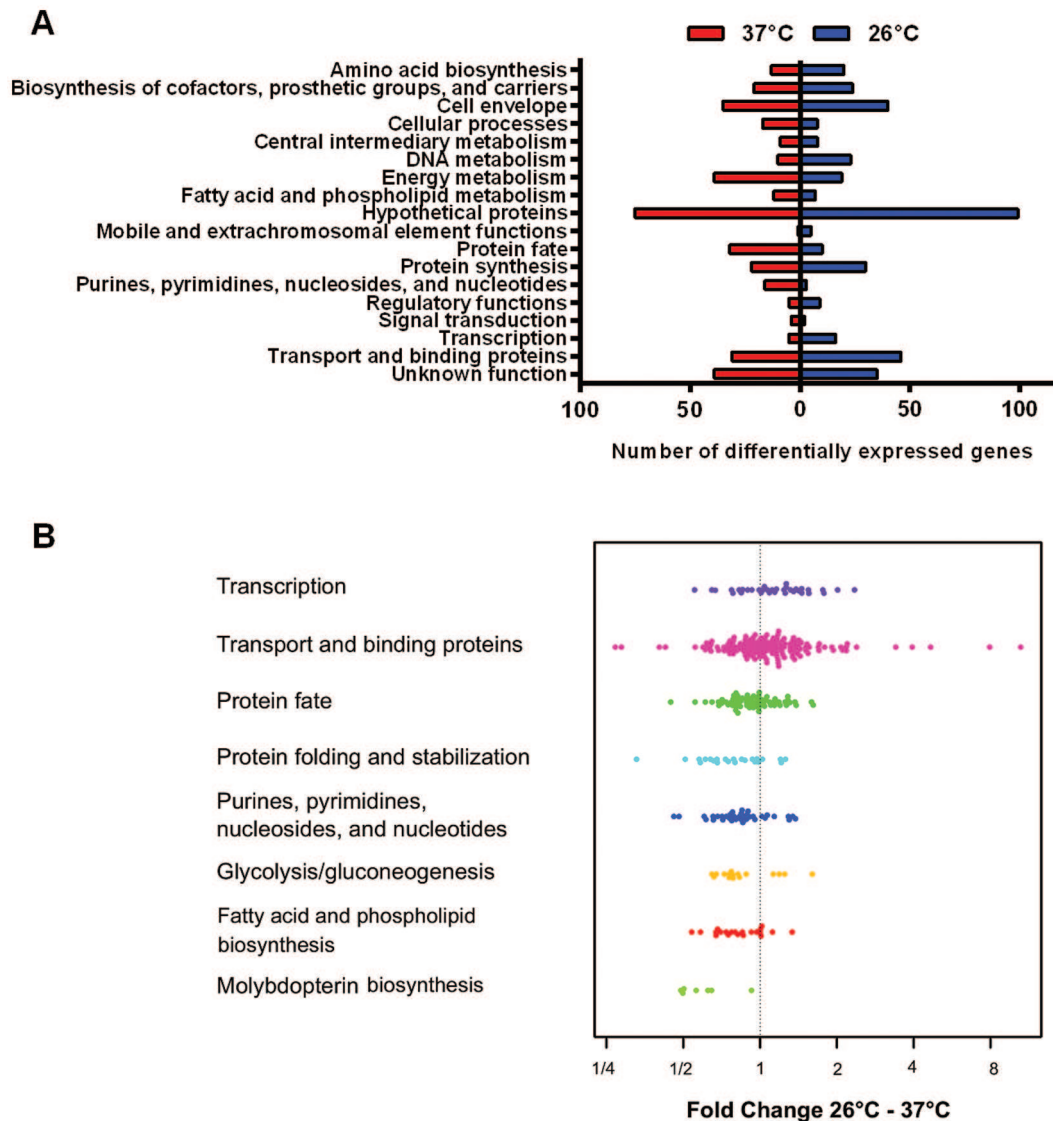 A
37°C 26°C
Amino acid biosynthesis
Biosynthesis of cofactors, prosthetic groups, and carriers
Cell envelope
Cellular processes
Central intermediary metabolism
DNA metabolism
Energy metabolism
Fatty acid and phospholipid metabolism
Hypothetical proteins
Mobile and extrachromosomal element functions
Protein fate
Protein synthesis
Purines, pyrimidines, nucleosides, and nucleotides
Regulatory functions
Signal transduction
Transcription
Transport and binding proteins
Unknown function
100 50 0 50 100
Number of differentially expressed genes
B
Transcription
Transport and binding proteins
Protein fate
Protein folding and stabilization
Purines, pyrimidines,
nucleosides, and nucleotides
Glycolysis/gluconeogenesis
Fatty acid and phospholipid
biosynthesis
Molybdopterin biosynthesis
1/4 1/2 1 2 4 8
Fold Change 26°C - 37°C